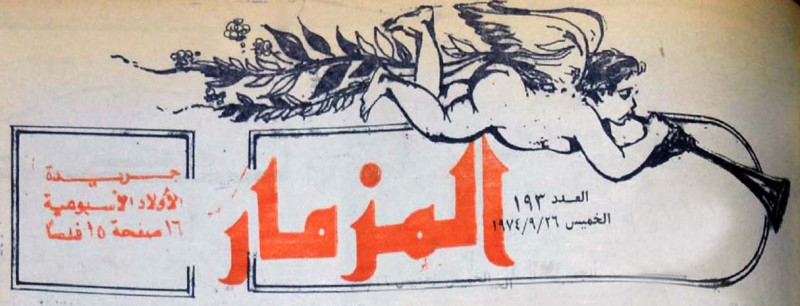 العدد ١٩٣
الخميس ١٩٧٤/٩/٢٦
المزمار
جريدة
الأولاد الأسبوعية
١٦ صفحة ١٥ فلسا